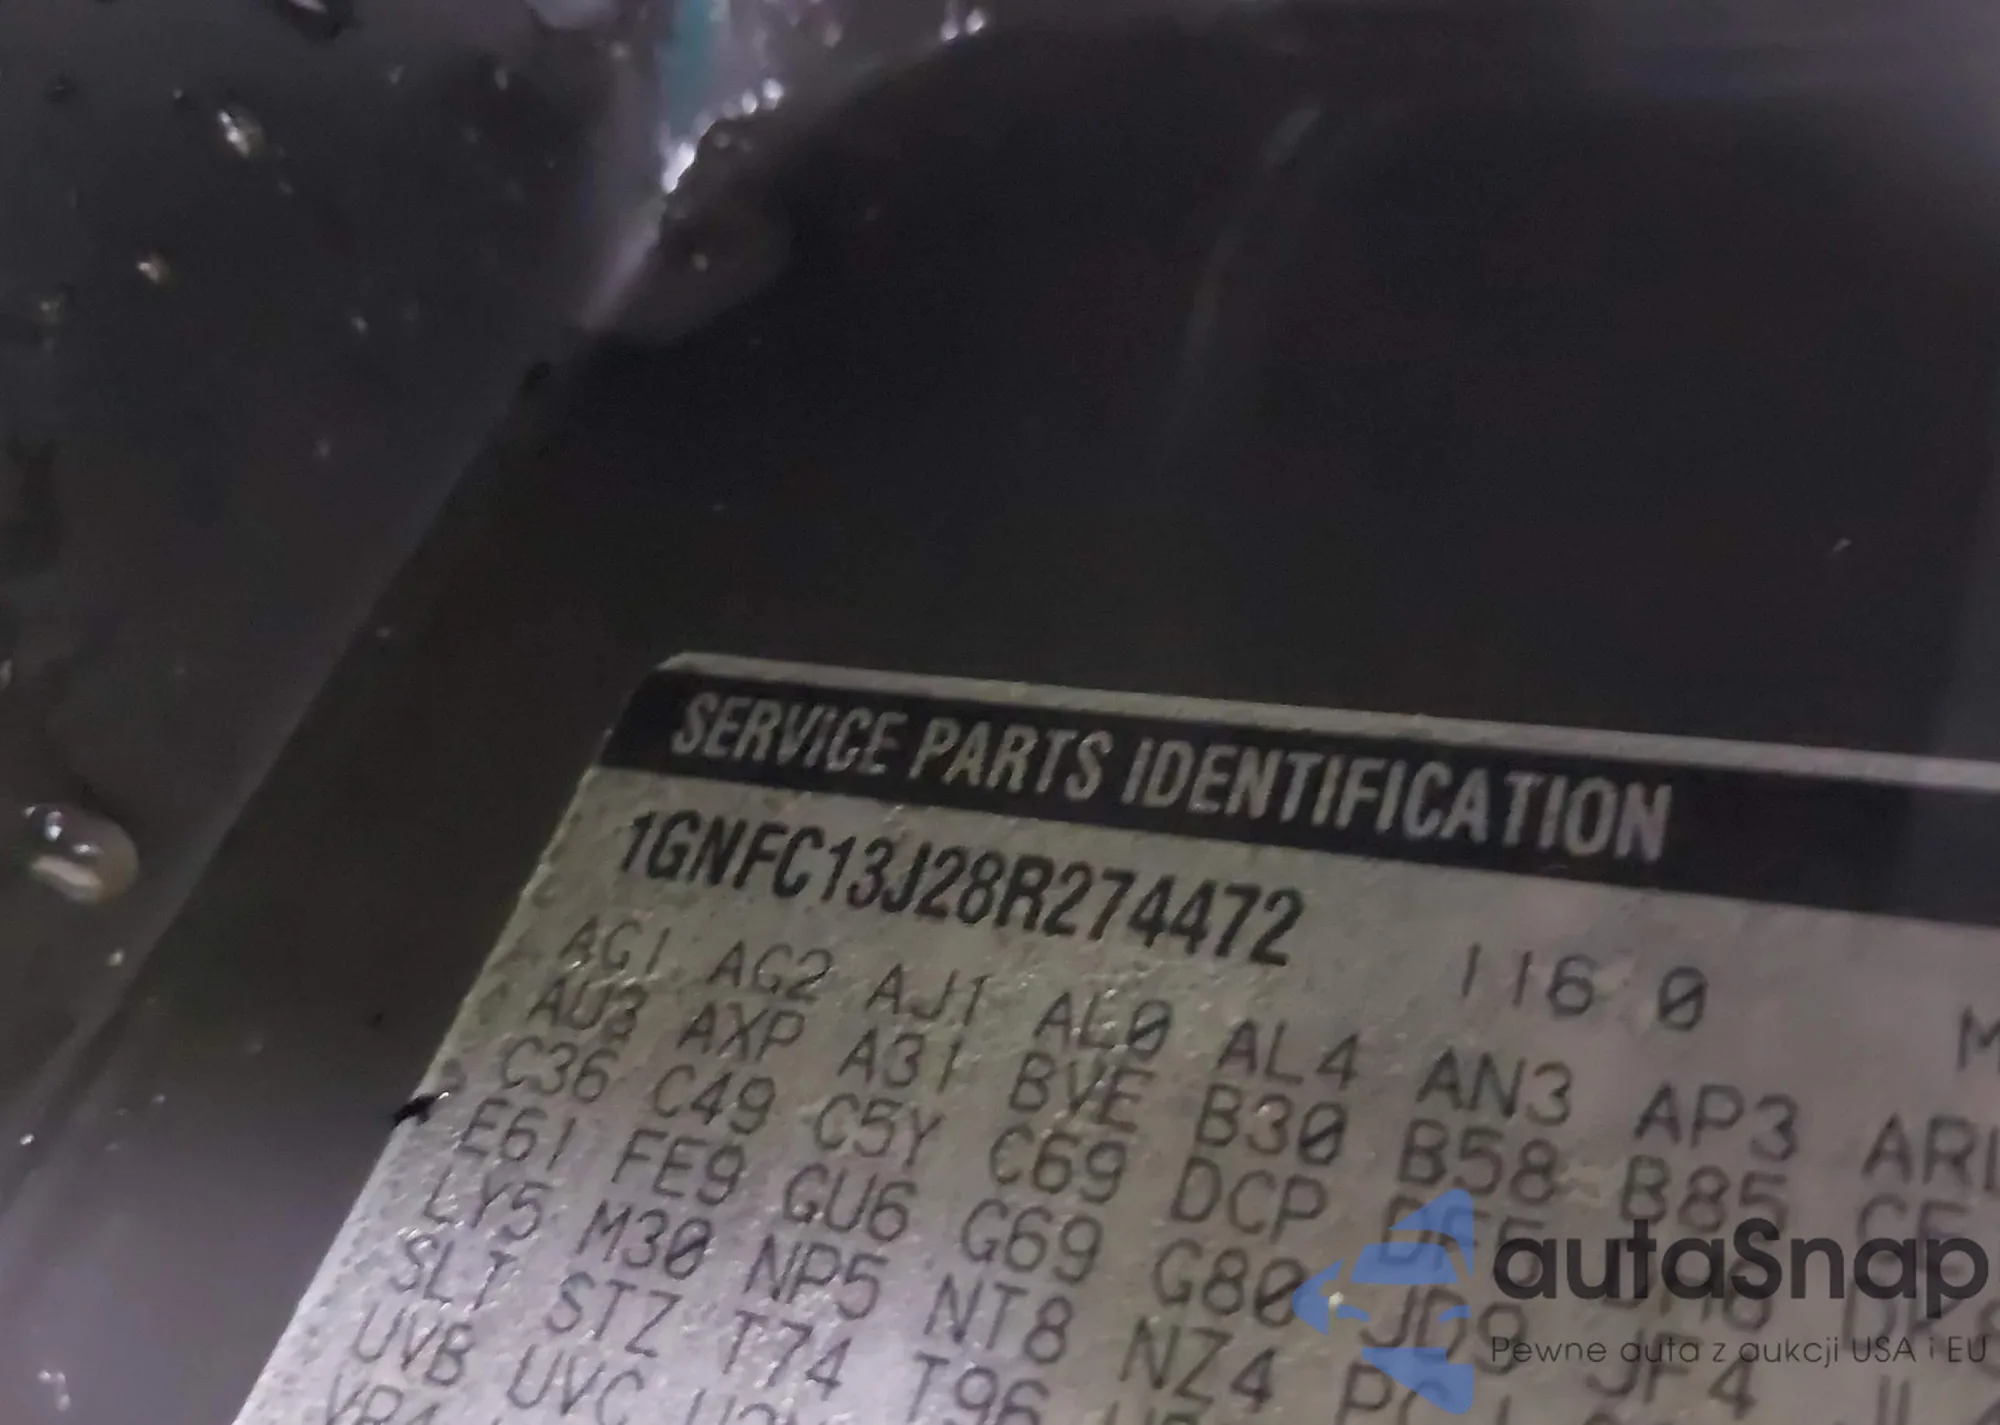 SERVICE PARTS IDENTIFICATION
1GNFC13J28R274472
116 0
AG1 AG2 AJ1 AL0 AL4 AN3 AP3
AU3 AXP A31 BVE B30 B58 B85
C36 C49 C5Y C69 DCP
E61 FE9 GU6 G69 G80 JD9 JF4
LY5 M30 NP5 NT8 NZ4
SLT STZ T74 T96
UVB UVC
autaSnap
Pewne auta z aukcji USA i EU